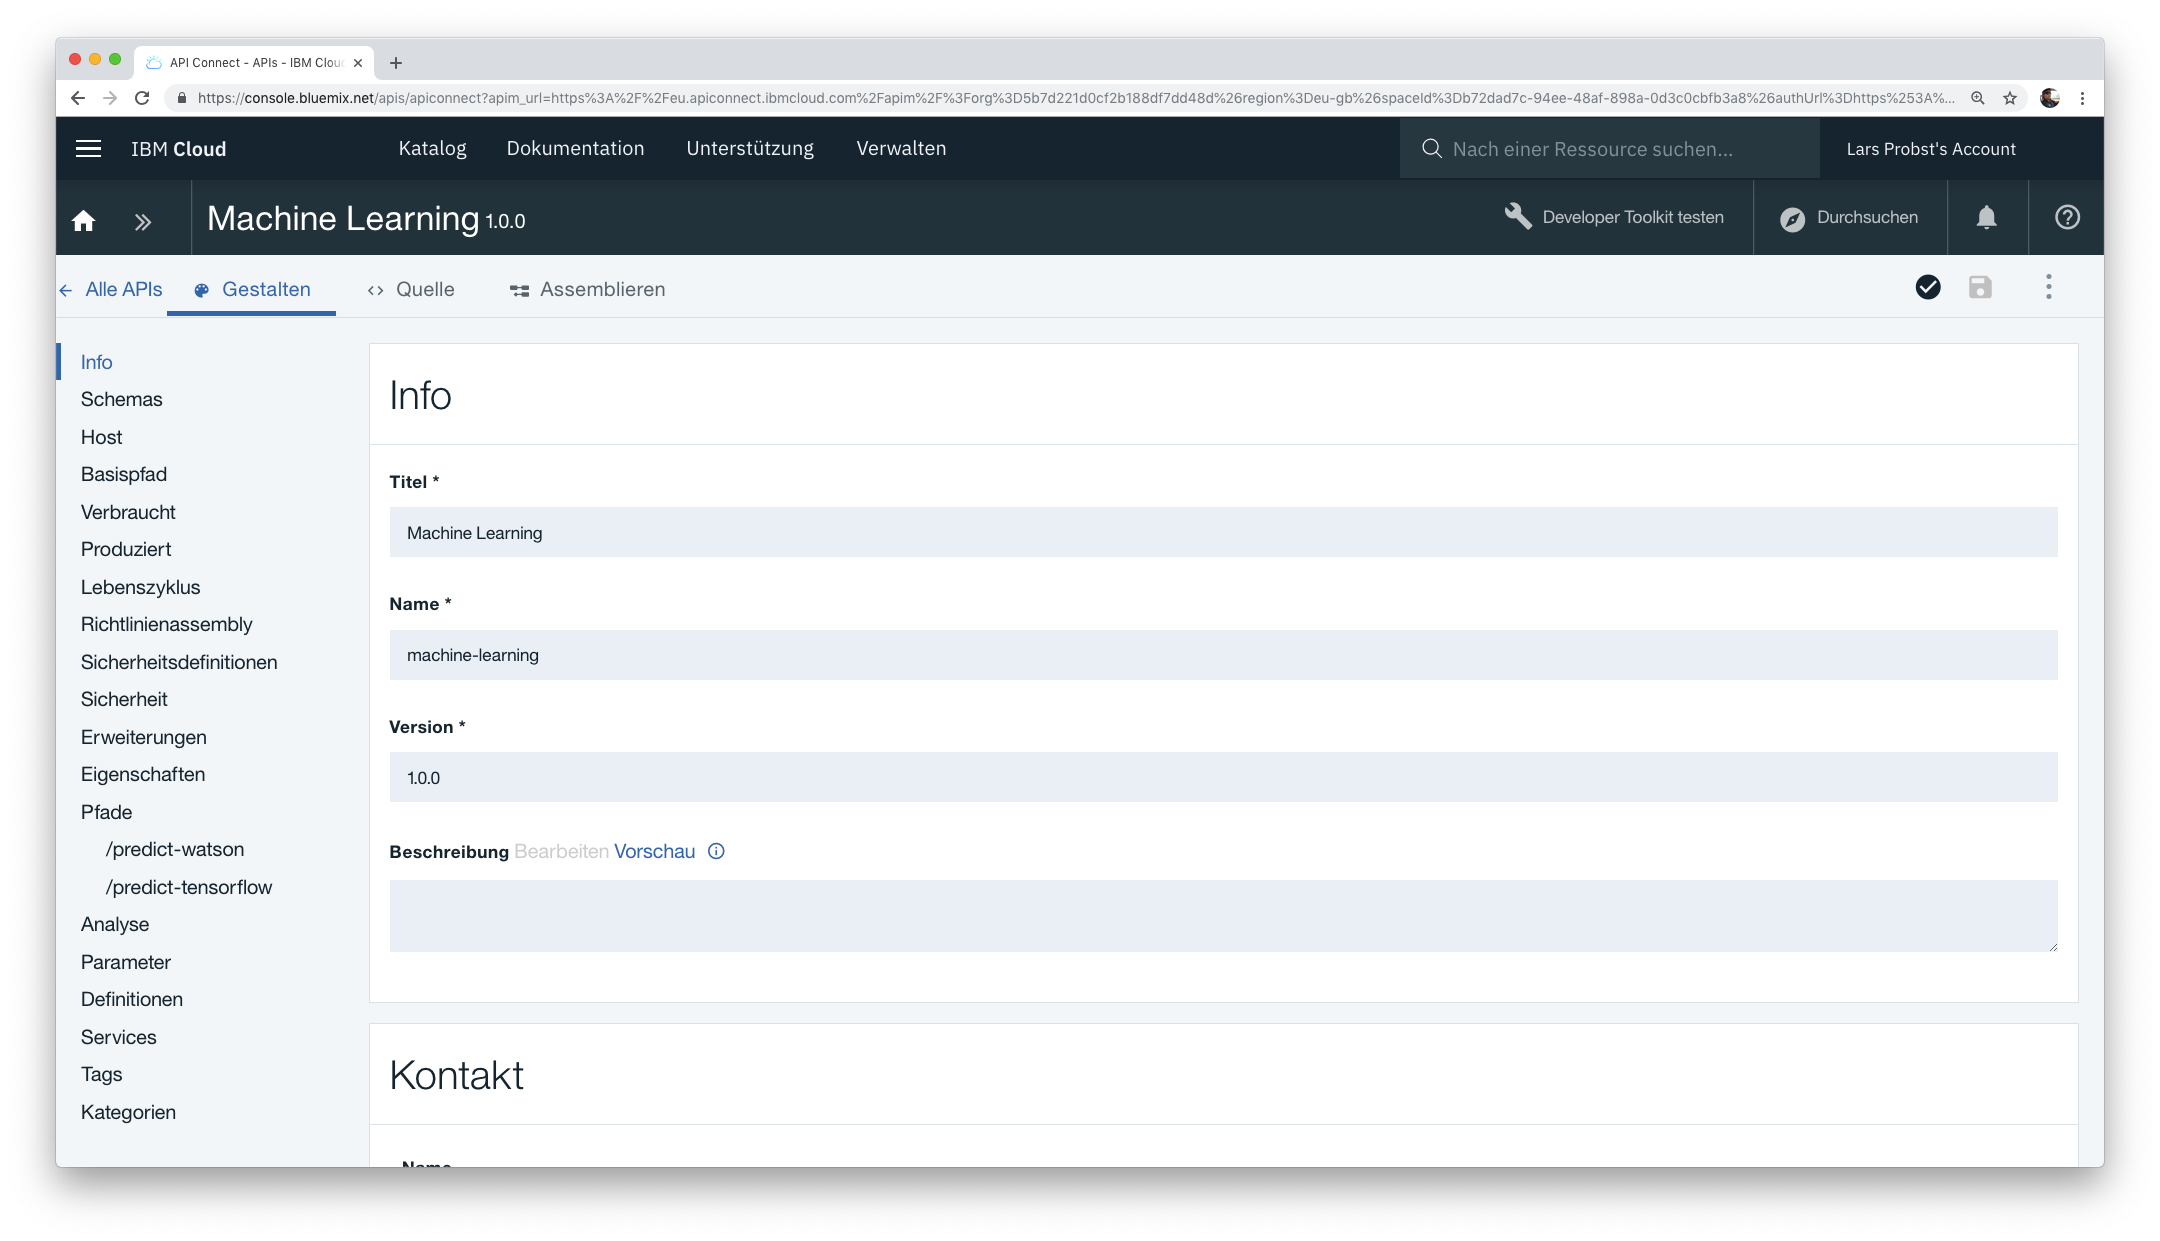 API Connect - APIs - IBM Clou
https://console.bluemix.net/apis/apiconnect?apim_url=https%3A%2F%2Feu.apiconnect.ibmcloud.com%2Fapim%2F%3Forg%3D5b7d221d0cf2b188df7dd48d%26region%3Deu-gb%26spaceId%3Db72dad7c-94ee-48af-898a-0d3c0cbfb3a8%26authUrl%3Dhttps%253A%...
IBM Cloud Katalog Dokumentation Unterstützung Verwalten Nach einer Ressource suchen... Lars Probst's Account
Machine Learning 1.0.0 Developer Toolkit testen Durchsuchen
Alle APIs Gestalten Quelle Assemblieren
Info
Schemas
Host
Basispfad
Verbraucht
Produziert
Lebenszyklus
Richtlinienassembly
Sicherheitsdefinitionen
Sicherheit
Erweiterungen
Eigenschaften
Pfade
/predict-watson
/predict-tensorflow
Analyse
Parameter
Definitionen
Services
Tags
Kategorien
Info
Titel *
Machine Learning
Name *
machine-learning
Version *
1.0.0
Beschreibung Bearbeiten Vorschau
Kontakt
Name